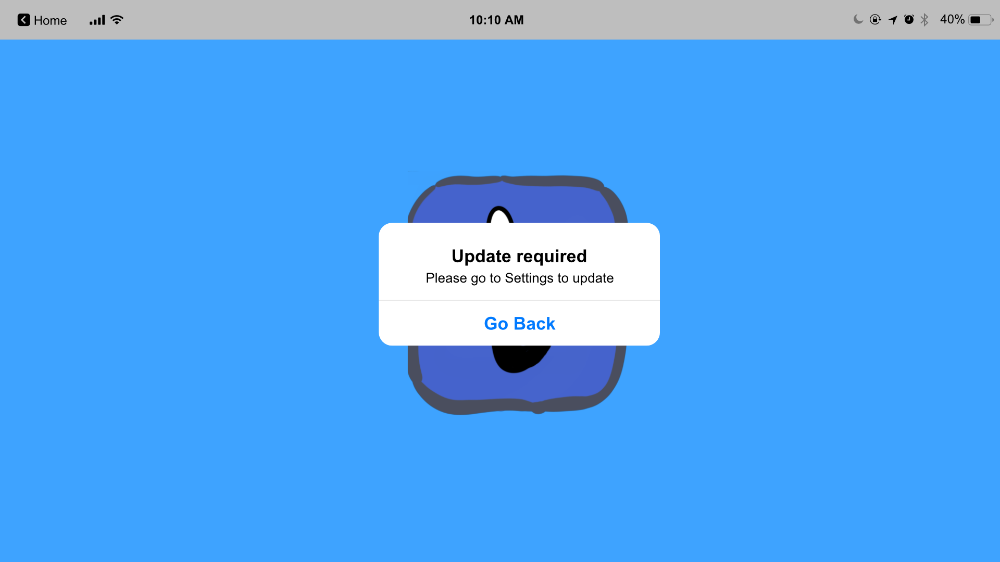 Home
10:10 AM
40%
Update required
Please go to Settings to update
Go Back